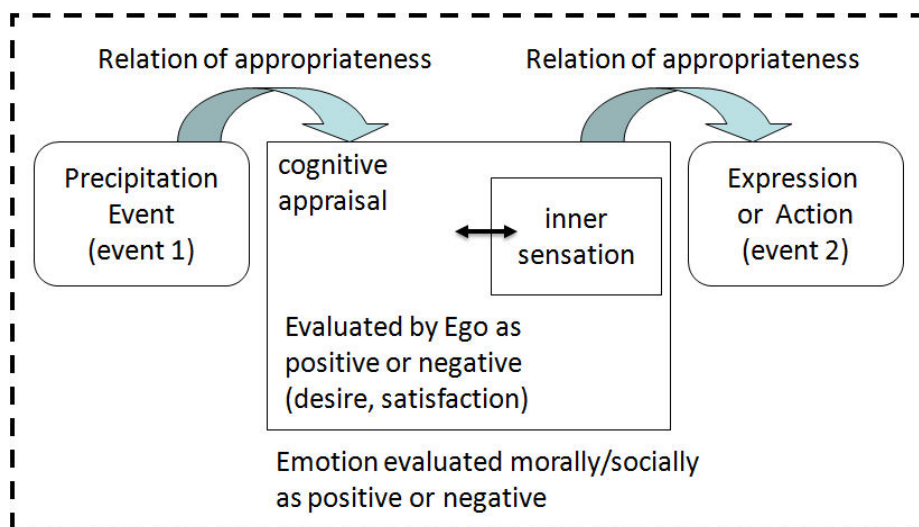 Relation of appropriateness
Relation of appropriateness
Precipitation
Event
(event 1)
cognitive
appraisal
inner
sensation
Evaluated by Ego as
positive or negative
(desire, satisfaction)
Expression
or Action
(event 2)
Emotion evaluated morally/socially
as positive or negative